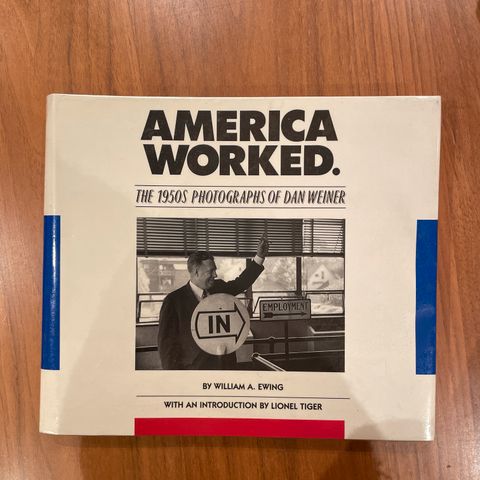 AMERICA
WORKED.
THE 1950S PHOTOGRAPHS OF DAN WEINER
IN
EMPLOYMENT
BY WILLIAM A. EWING
WITH AN INTRODUCTION BY LIONEL TIGER